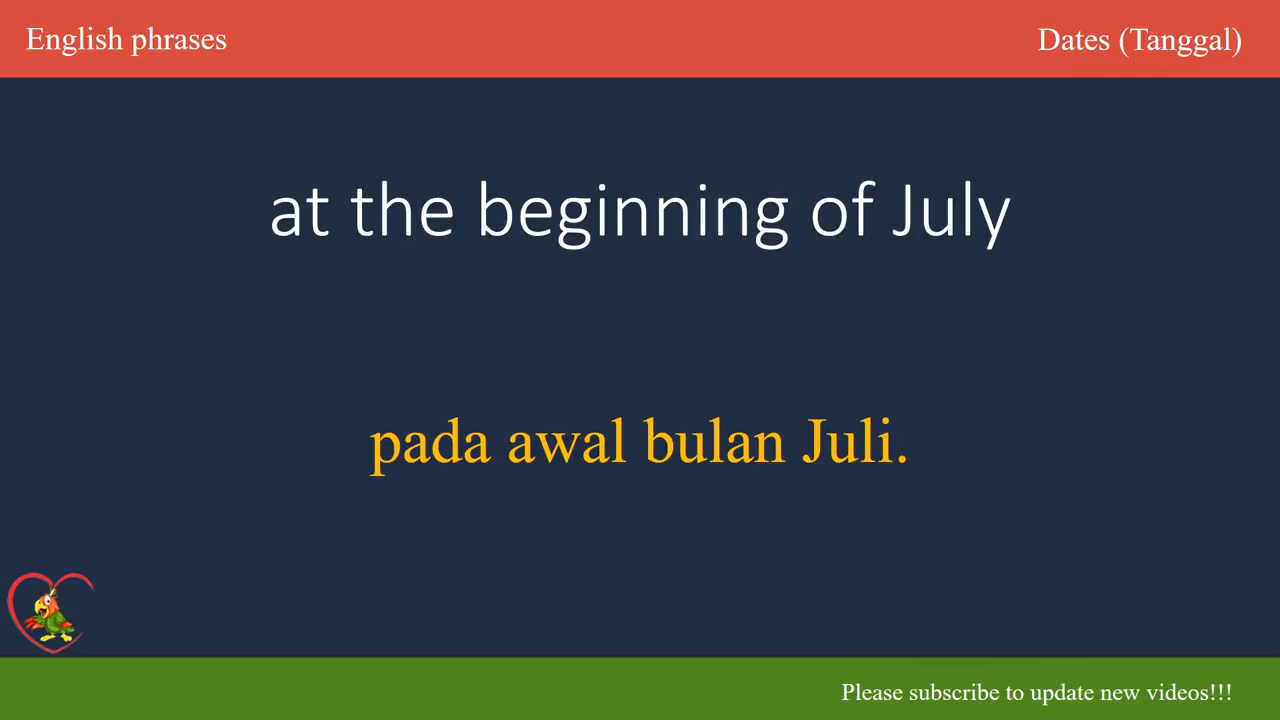 English phrases
Dates (Tanggal)
at the beginning of July
pada awal bulan Juli.
Please subscribe to update new videos!!!